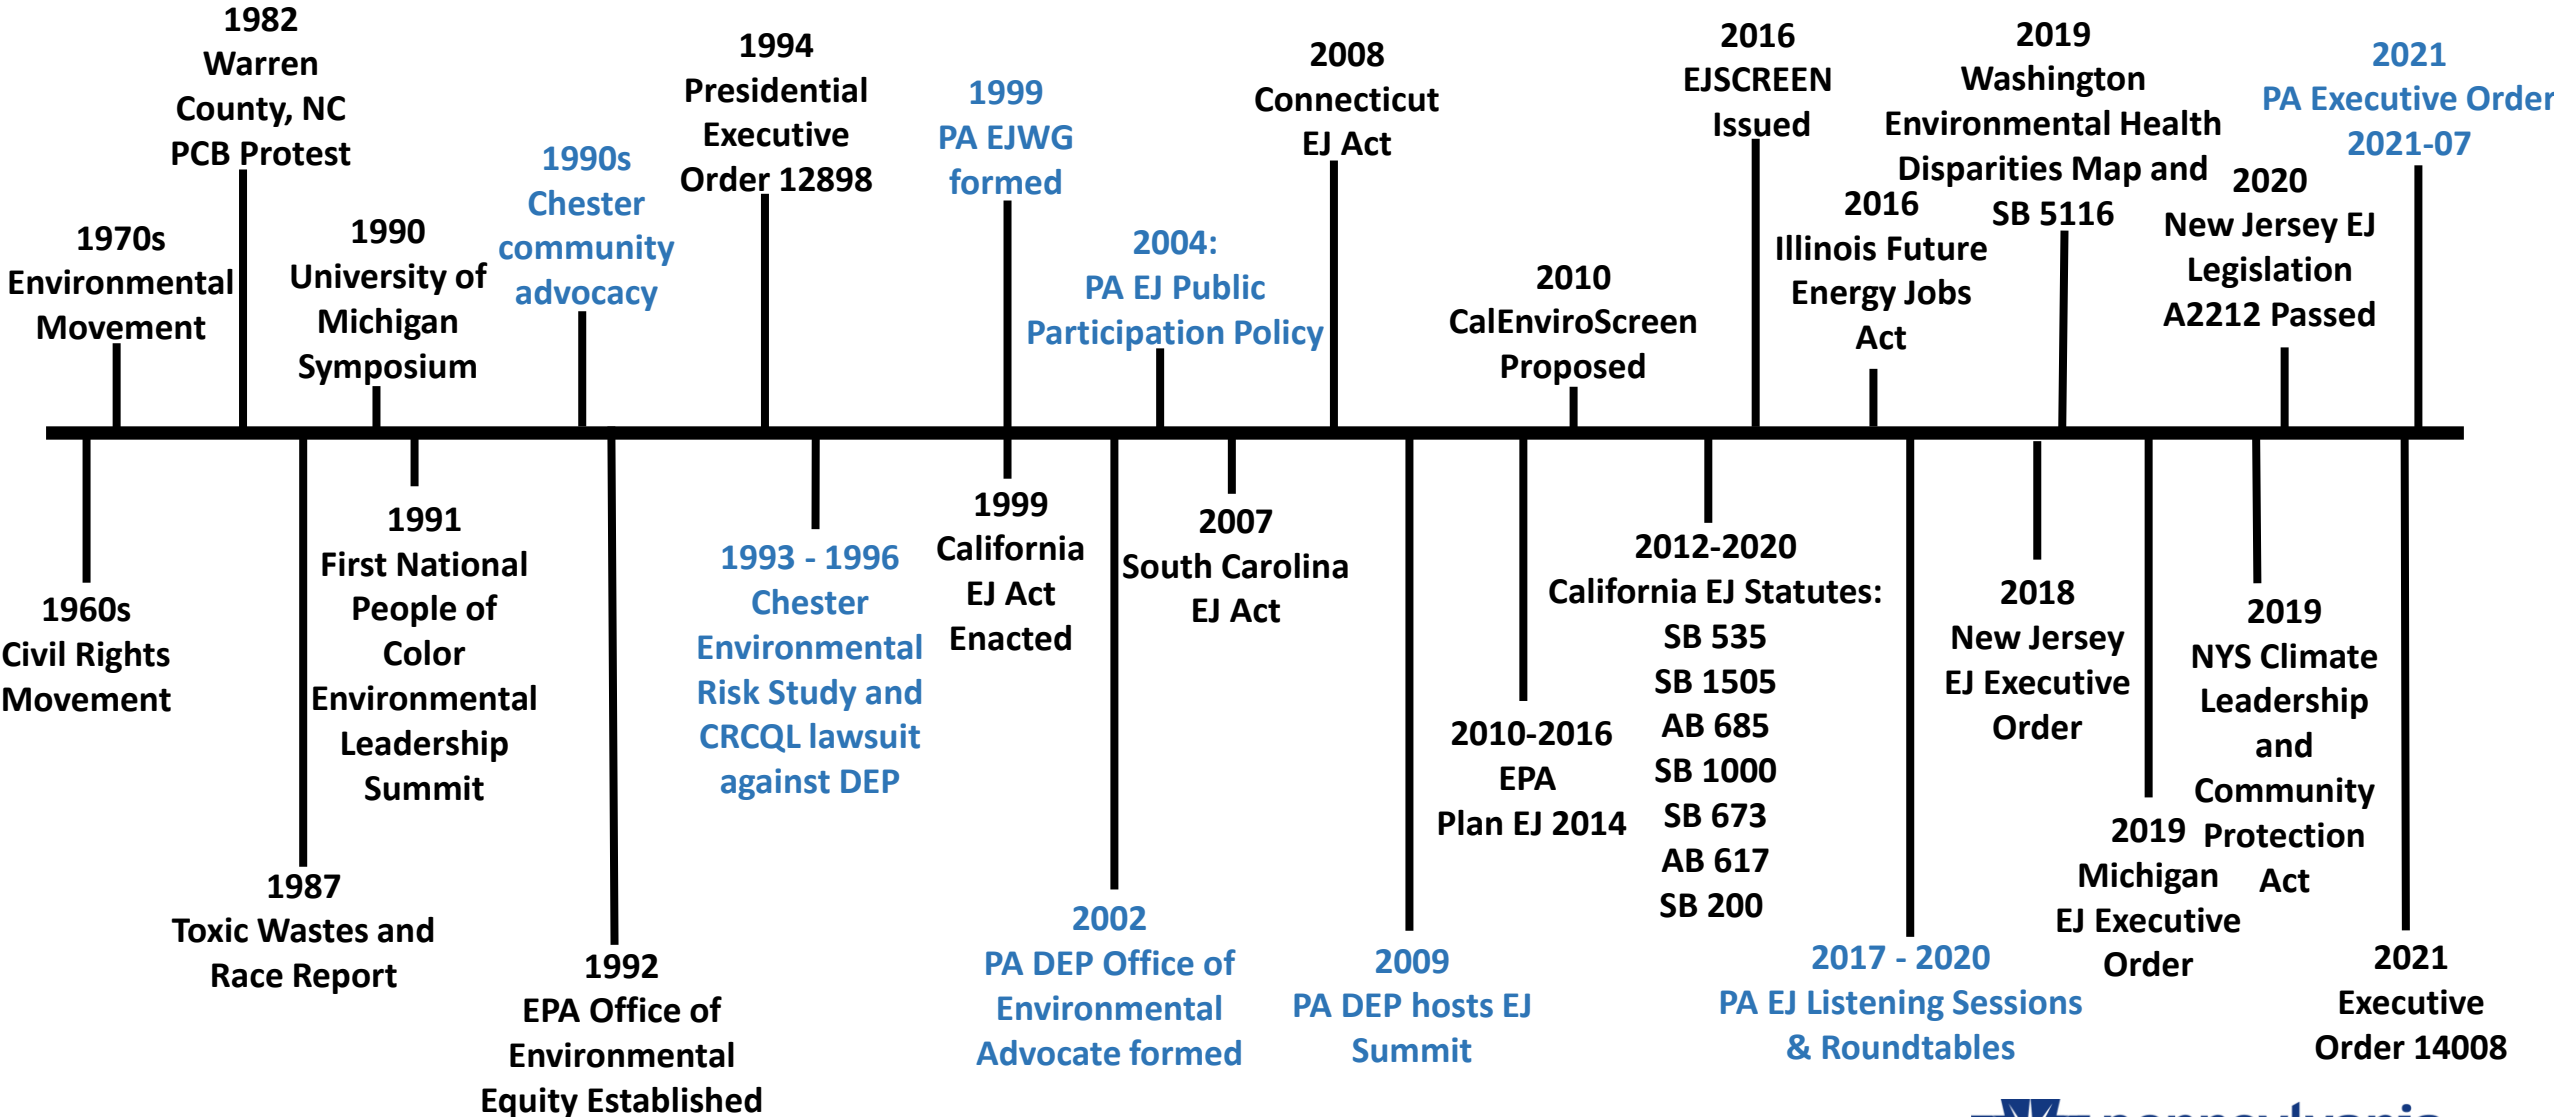 1982
Warren
County, NC
PCB Protest
1970s
Environmental
Movement
1990
University of
Michigan
Symposium
1990s
Chester
community
advocacy
1994
Presidential
Executive
Order 12898
1999
PA EJWG
formed
2004:
PA EJ Public
Participation Policy
2008
Connecticut
EJ Act
2010
CalEnviroScreen
Proposed
2016
EJSCREEN
Issued
2016
Illinois Future
Energy Jobs
Act
2019
Washington
Environmental Health
Disparities Map and
SB 5116
2020
New Jersey EJ
Legislation
A2212 Passed
2021
PA Executive Order
2021-07
1960s
Civil Rights
Movement
1987
Toxic Wastes and
Race Report
1991
First National
People of
Color
Environmental
Leadership
Summit
1992
EPA Office of
Environmental
Equity Established
1993 - 1996
Chester
Environmental
Risk Study and
CRCQL lawsuit
against DEP
1999
California
EJ Act
Enacted
2002
PA DEP Office of
Environmental
Advocate formed
2007
South Carolina
EJ Act
2009
PA DEP hosts EJ
Summit
2010-2016
EPA
Plan EJ 2014
2012-2020
California EJ Statutes:
SB 535
SB 1505
AB 685
SB 1000
SB 673
AB 617
SB 200
2017 - 2020
PA EJ Listening Sessions
& Roundtables
2018
New Jersey
EJ Executive
Order
2019
Michigan
EJ Executive
Order
2019
NYS Climate
Leadership
and
Community
Protection
Act
2021
Executive
Order 14008
pennsylvania